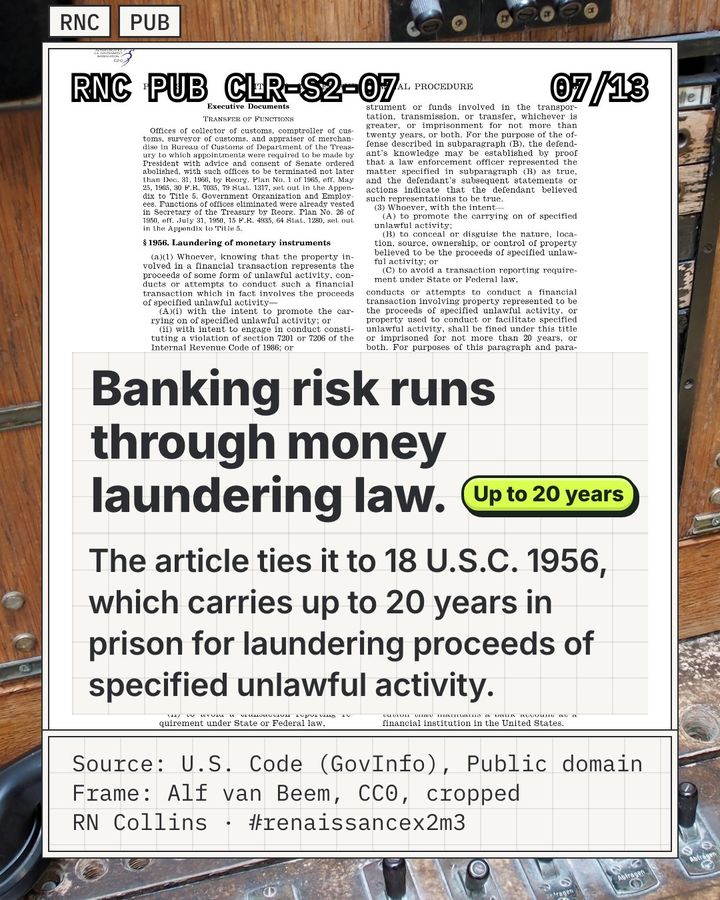 RNC PUB
RNC PUB CLR-S2-07 07/13
Executive Documents
TRANSFER OF FUNCTIONS
Offices of collector of customs, comptroller of cus-
toms, surveyor of customs, and appraiser of merchan-
dise in Bureau of Customs of Department of the Treas-
ury to which appointments were required to be made by
President with advice and consent of Senate ordered
abolished, with such offices to be terminated not later
than Dec. 31, 1966, by Reorg. Plan No. 1 of 1965, eff. May
25, 1965, 30 F.R. 7035, 79 Stat. 1317, set out in the Appen-
dix to Title 5, Government Organization and Employ-
ees. Functions of offices eliminated were already vested
in Secretary of the Treasury by Reorg. Plan No. 26 of
1950, eff. July 31, 1950, 15 F.R. 4935, 64 Stat. 1280, set out
in the Appendix to Title 5.
§ 1956. Laundering of monetary instruments
(a)(1) Whoever, knowing that the property in-
volved in a financial transaction represents the
proceeds of some form of unlawful activity, con-
ducts or attempts to conduct such a financial
transaction which in fact involves the proceeds
of specified unlawful activity—
(A)(i) with the intent to promote the car-
rying on of specified unlawful activity; or
(ii) with intent to engage in conduct consti-
tuting a violation of section 7201 or 7206 of the
Internal Revenue Code of 1986; or
PROCEDURE
strument or funds involved in the transpor-
tation, transmission, or transfer, whichever is
greater, or imprisonment for not more than
twenty years, or both. For the purpose of the of-
fense described in subparagraph (B), the defend-
ant's knowledge may be established by proof
that a law enforcement officer represented the
matter specified in subparagraph (B) as true,
and the defendant's subsequent statements or
actions indicate that the defendant believed
such representations to be true.
(3) Whoever, with the intent—
(A) to promote the carrying on of specified
unlawful activity;
(B) to conceal or disguise the nature, loca-
tion, source, ownership, or control of property
believed to be the proceeds of specified unlaw-
ful activity; or
(C) to avoid a transaction reporting require-
ment under State or Federal law,
conducts or attempts to conduct a financial
transaction involving property represented to be
the proceeds of specified unlawful activity, or
property used to conduct or facilitate specified
unlawful activity, shall be fined under this title
or imprisoned for not more than 20 years, or
both. For purposes of this paragraph and para-
Banking risk runs
through money
laundering law. Up to 20 years
The article ties it to 18 U.S.C. 1956,
which carries up to 20 years in
prison for laundering proceeds of
specified unlawful activity.
quirement under State or Federal law,
financial institution in the United States.
Source: U.S. Code (GovInfo), Public domain
Frame: Alf van Beem, CC0, cropped
RN Collins · #renaissancex2m3
Abfragen